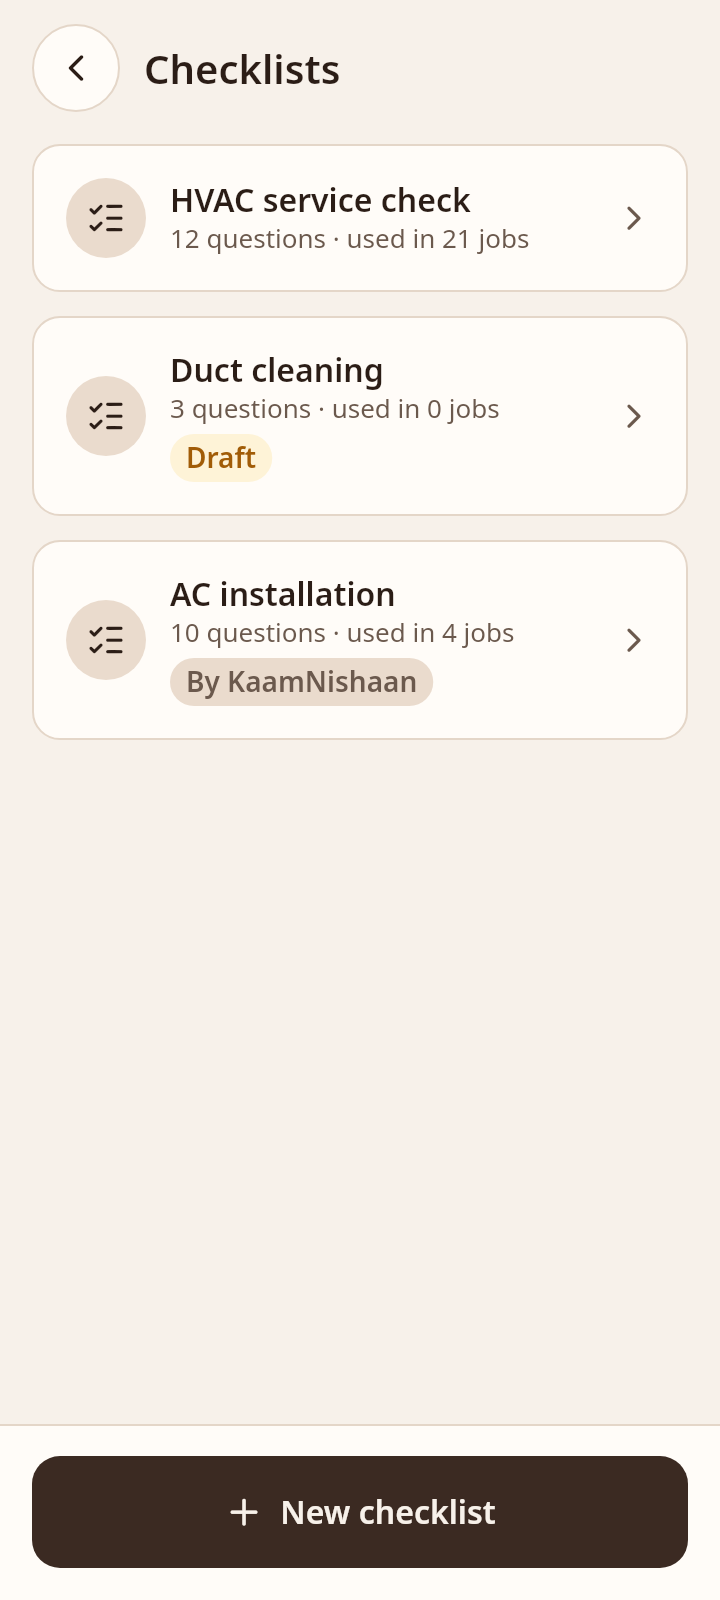 Checklists
HVAC service check
12 questions · used in 21 jobs
Duct cleaning
3 questions · used in 0 jobs
Draft
AC installation
10 questions · used in 4 jobs
By KaamNishaan
New checklist